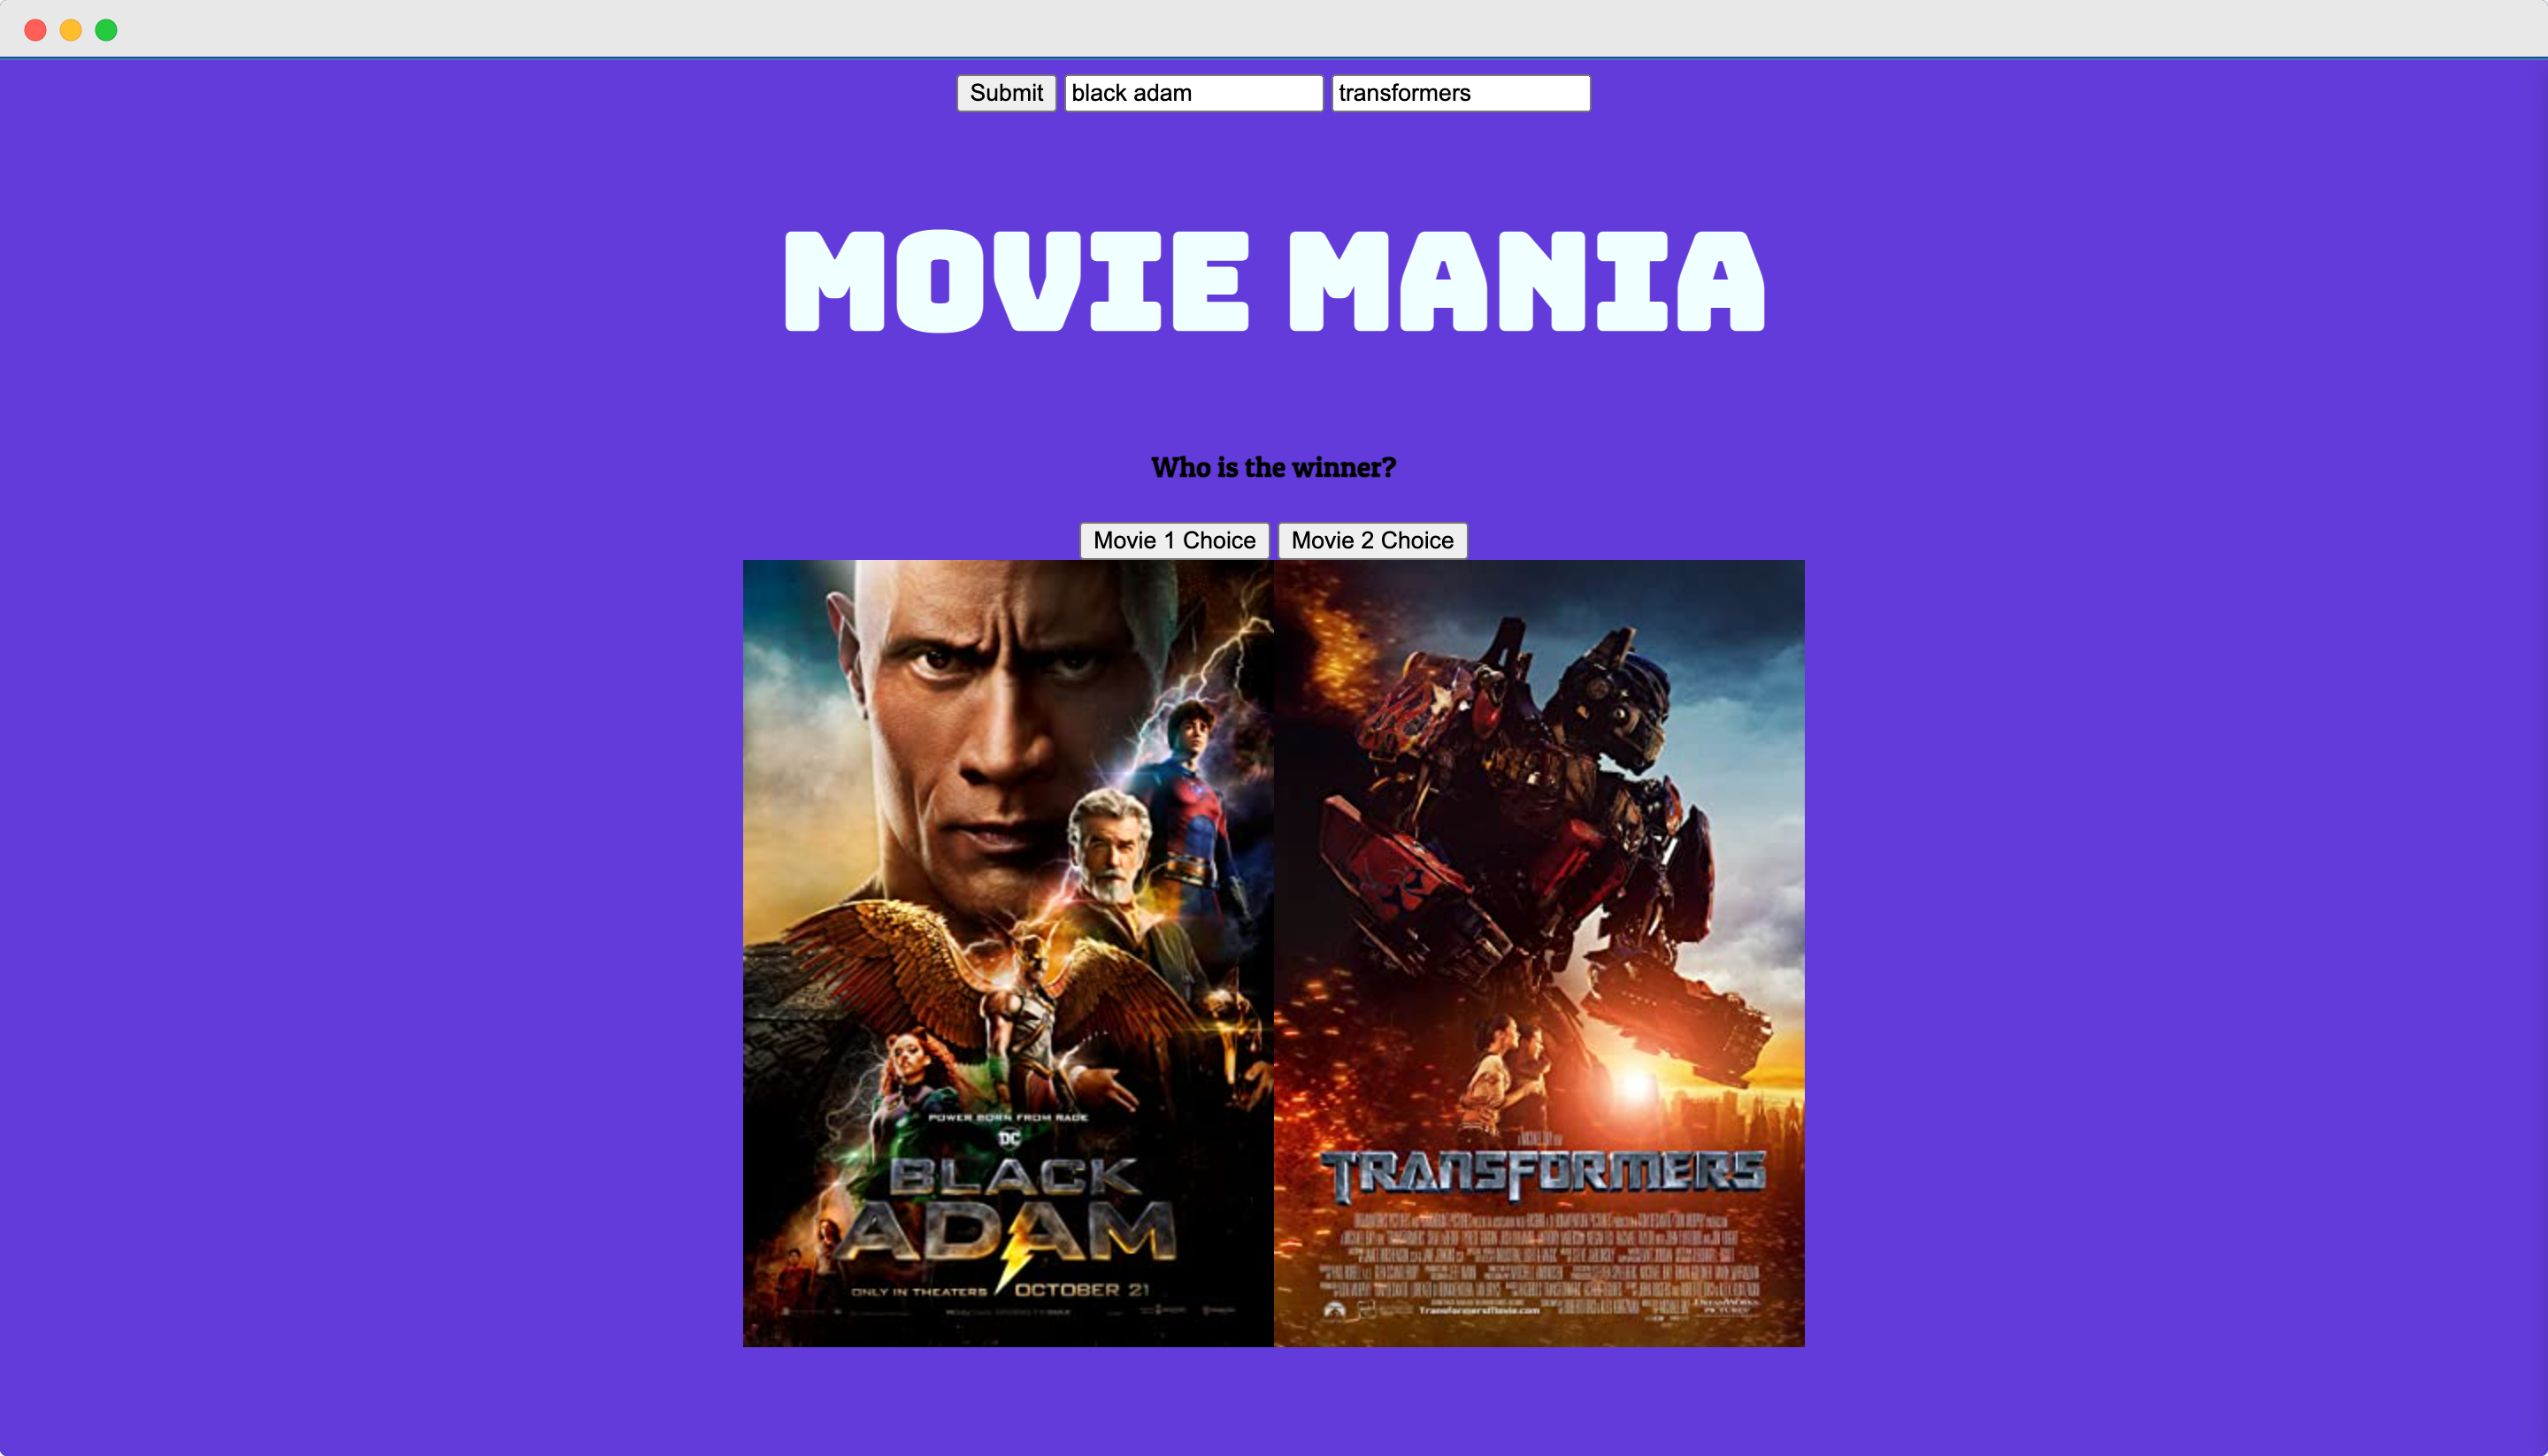 Submit black adam transformers
MOVIE MANIA
Who is the winner?
Movie 1 Choice Movie 2 Choice
POWER BORN FROM RAGE
DC
BLACK
ADAM
ONLY IN THEATERS OCTOBER 21
TRANSFORMERS
TransformersMovie.com